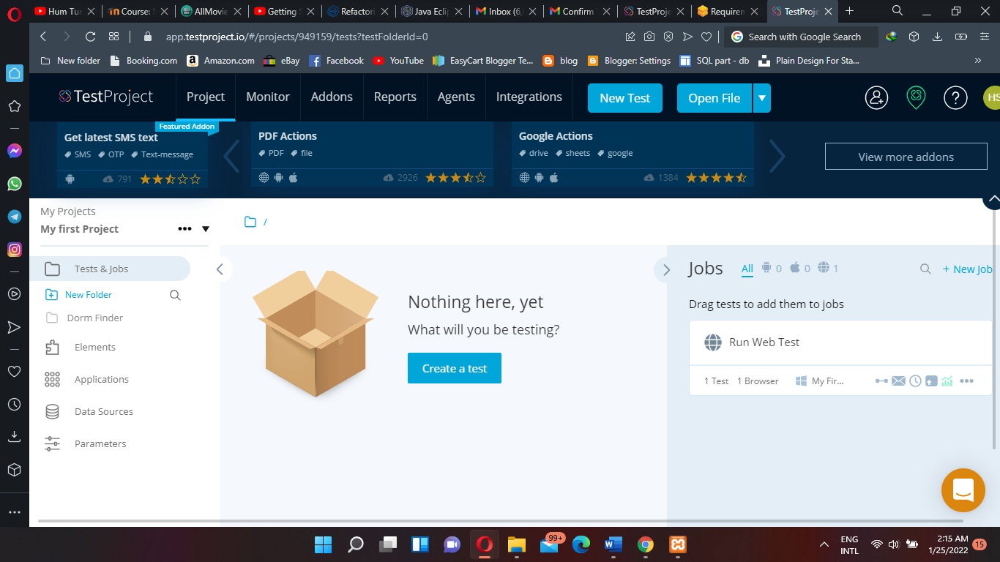 Hum Tur
Course: S
AllMovie
Getting S
Refactori
Java Ecli
Inbox (6,
Confirm
TestProje
Requirem
TestProje
app.testproject.io/#/projects/949159/tests?testFolderId=0
Search with Google Search
New folder
Booking.com
Amazon.com
eBay
Facebook
YouTube
EasyCart Blogger Te...
blog
Blogger: Settings
SQL part - db
Plain Design For Sta...
TestProject
Project
Monitor
Addons
Reports
Agents
Integrations
New Test
Open File
HS
Featured Addon
Get latest SMS text
SMS OTP Text-message
791
PDF Actions
PDF file
2926
Google Actions
drive sheets google
1384
View more addons
My Projects
My first Project
/
Tests & Jobs
New Folder
Dorm Finder
Elements
Applications
Data Sources
Parameters
Nothing here, yet
What will you be testing?
Create a test
Jobs
All
0
0
1
+ New Job
Drag tests to add them to jobs
Run Web Test
1 Test 1 Browser My Fir...
99+
ENG
INTL
2:15 AM
1/25/2022
15